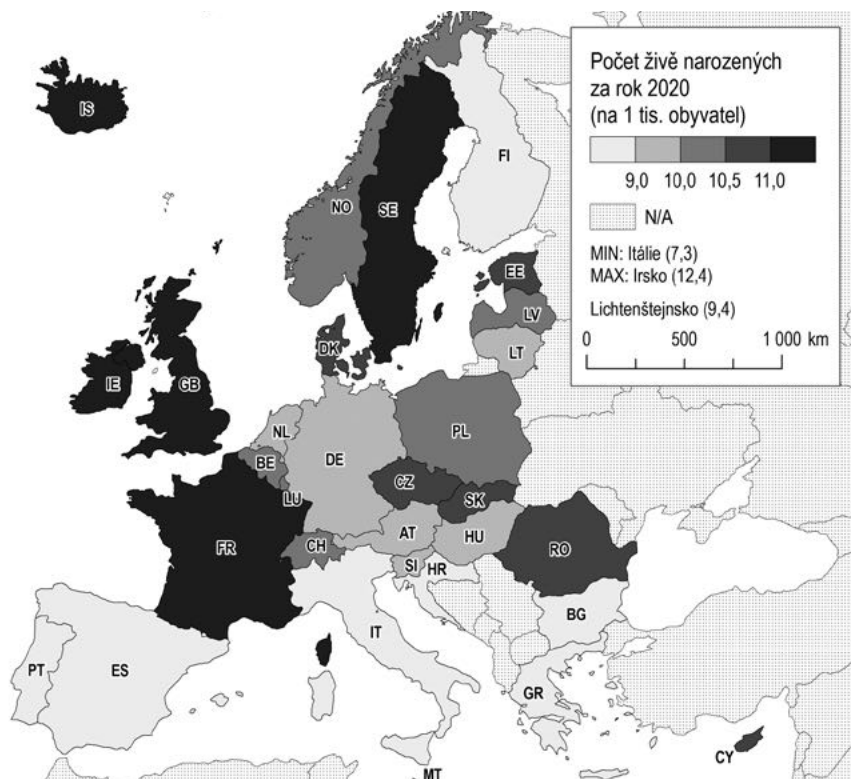 Počet živě narozených
za rok 2020
(na 1 tis. obyvatel)
9,0 10,0 10,5 11,0
N/A
MIN: Itálie (7,3)
MAX: Irsko (12,4)
Lichtenštejnsko (9,4)
0 500 1 000 km
IS
FI
NO
SE
EE
LV
LT
DK
IE
GB
NL
BE
DE
PL
LU
CZ
SK
FR
CH
AT
HU
RO
SI
HR
IT
BG
PT
ES
GR
CY
MT